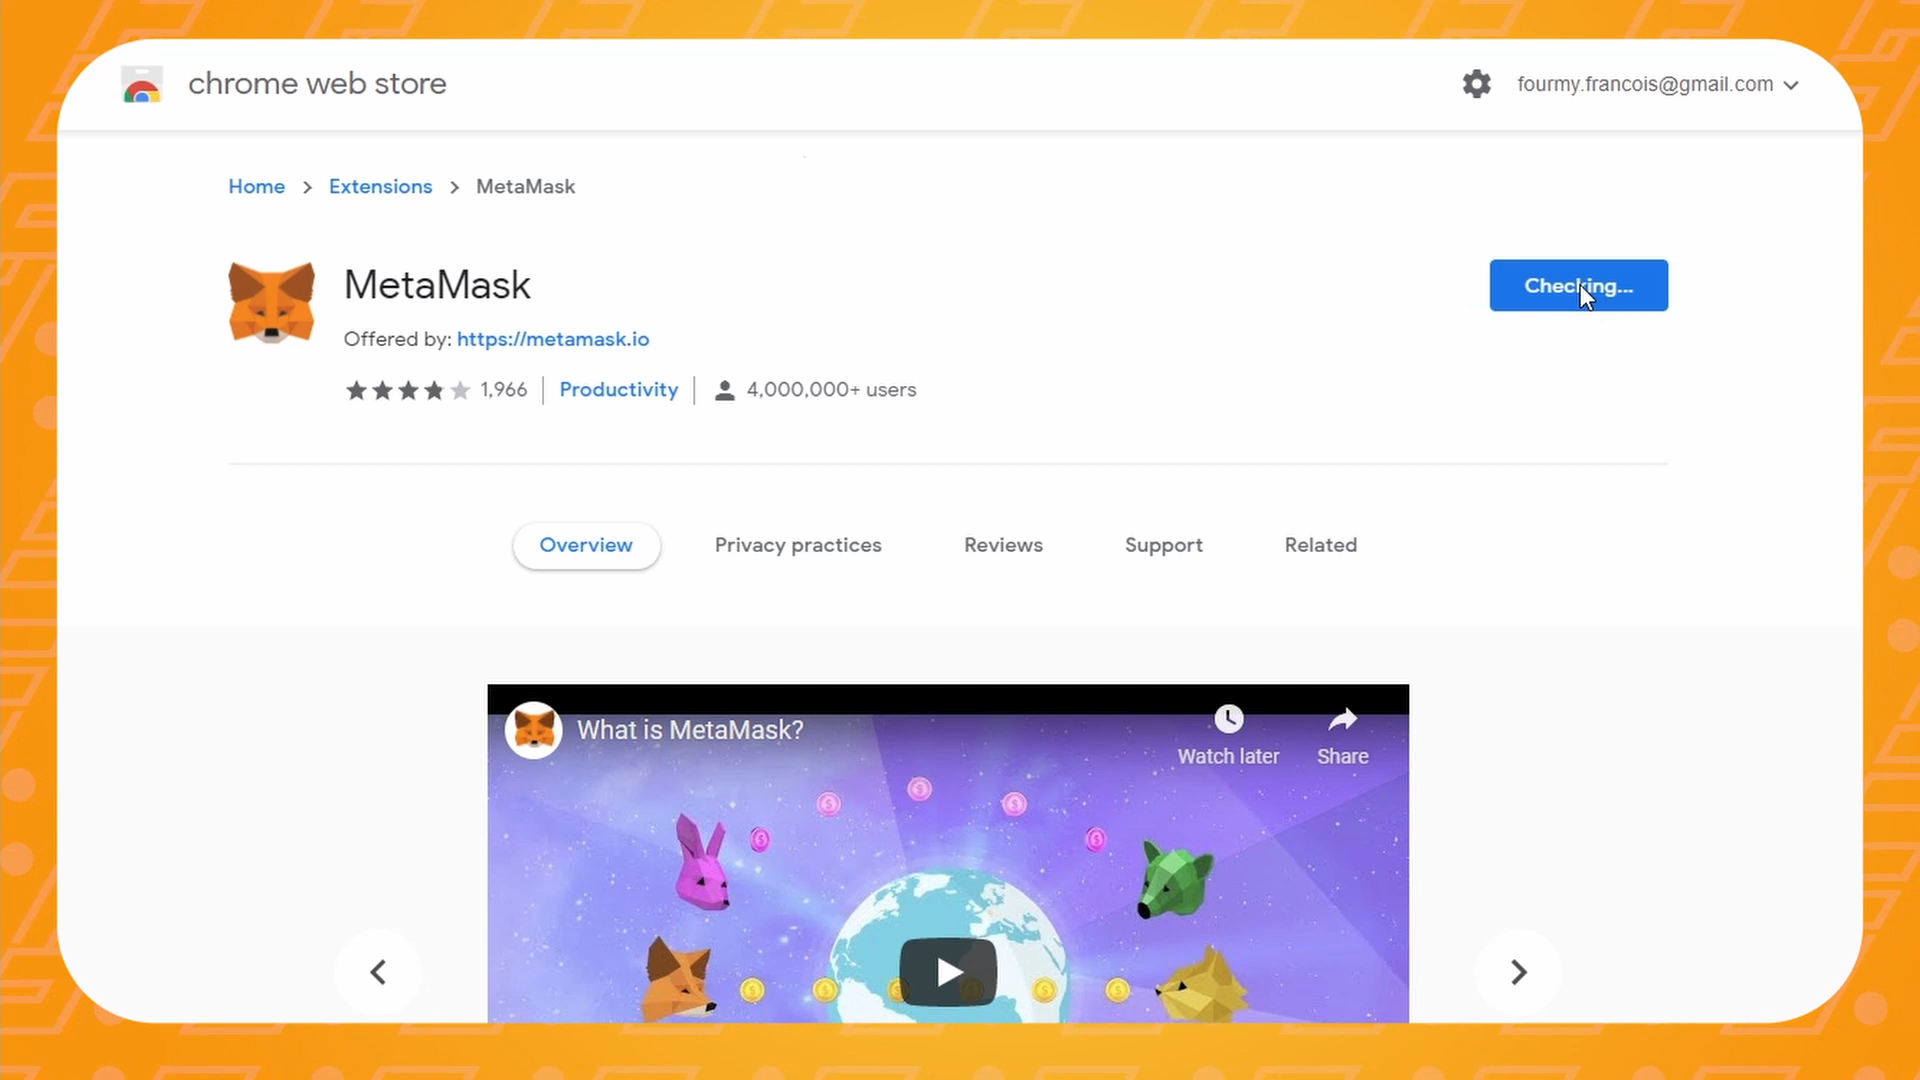 chrome web store
fourmy.francois@gmail.com
Home > Extensions > MetaMask
MetaMask
Checking...
Offered by: https://metamask.io
1,966 | Productivity | 4,000,000+ users
Overview Privacy practices Reviews Support Related
What is MetaMask?
Watch later Share